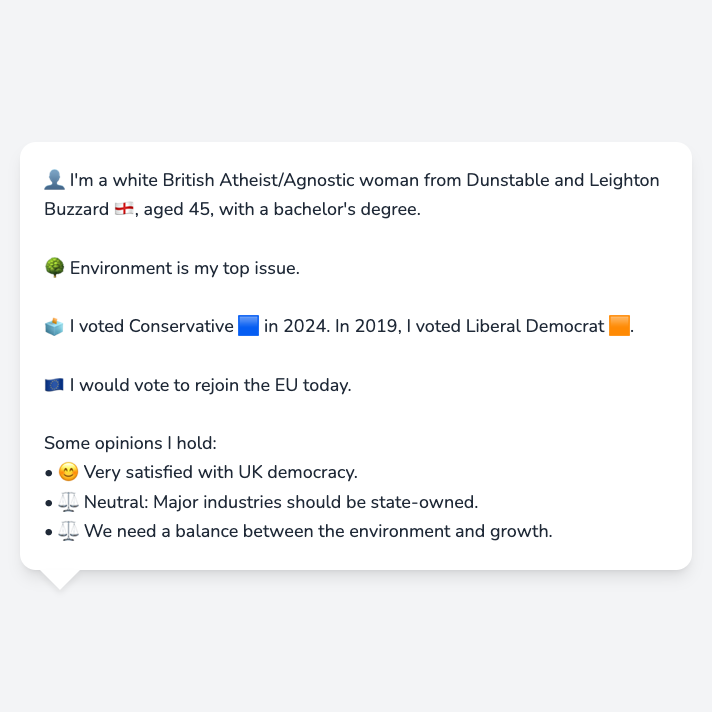 👤 I'm a white British Atheist/Agnostic woman from Dunstable and Leighton
Buzzard 🏴󠁧󠁢󠁥󠁮󠁧󠁿, aged 45, with a bachelor's degree.
🌳 Environment is my top issue.
🗳️ I voted Conservative 🟦 in 2024. In 2019, I voted Liberal Democrat 🟧.
🇪🇺 I would vote to rejoin the EU today.
Some opinions I hold:
• 😊 Very satisfied with UK democracy.
• ⚖️ Neutral: Major industries should be state-owned.
• ⚖️ We need a balance between the environment and growth.